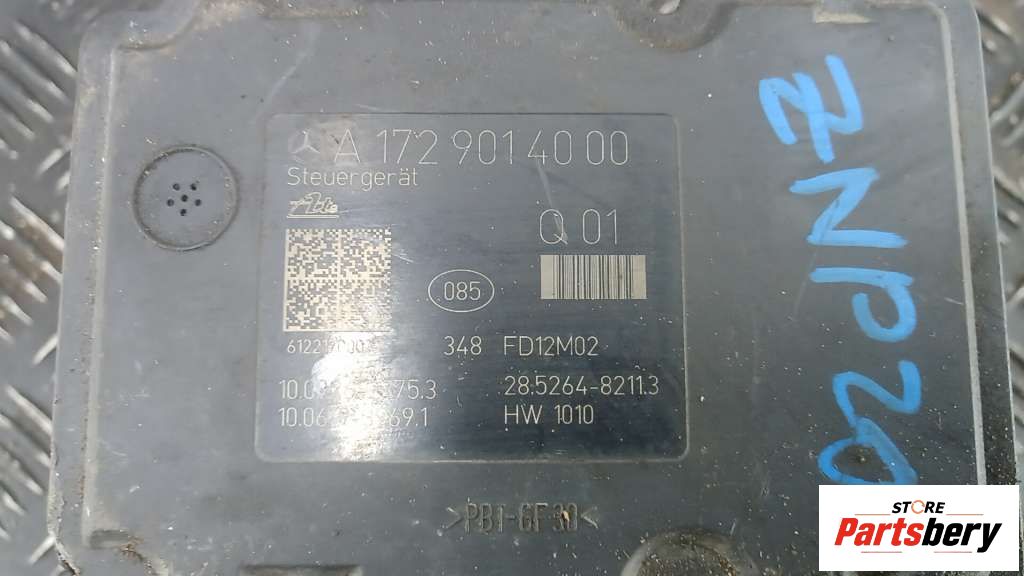 A 172 901 40 00
Steuergerät
Ate
Q 01
085
348 FD12M02
28.5264-8211.3
HW 1010
>PBT-GF30<
ZNP20
STORE
Partsbery